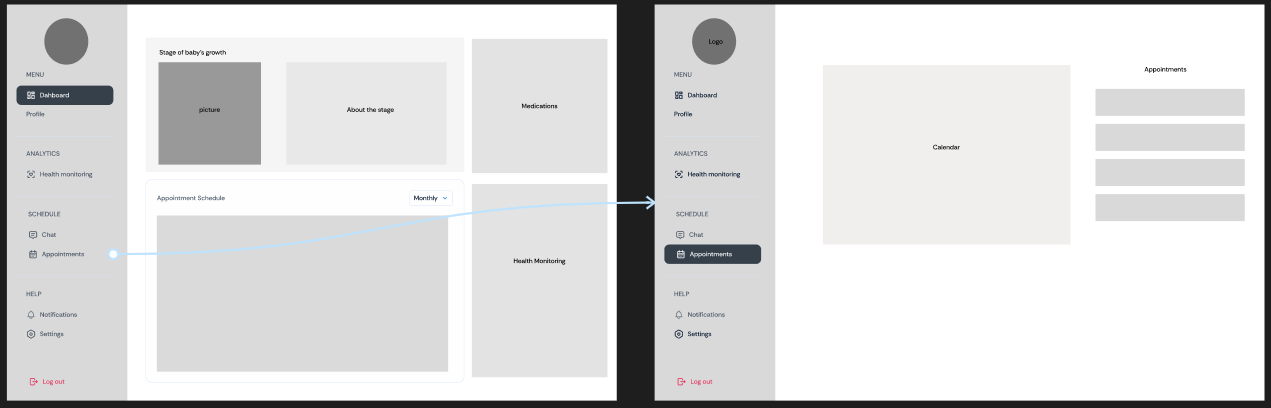 MENU
Dahboard
Profile
ANALYTICS
Health monitoring
SCHEDULE
Chat
Appointments
HELP
Notifications
Settings
Log out
Stage of baby's growth
picture
About the stage
Medications
Appointment Schedule
Monthly
Health Monitoring
Logo
MENU
Dahboard
Profile
ANALYTICS
Health monitoring
SCHEDULE
Chat
Appointments
HELP
Notifications
Settings
Log out
Calendar
Appointments